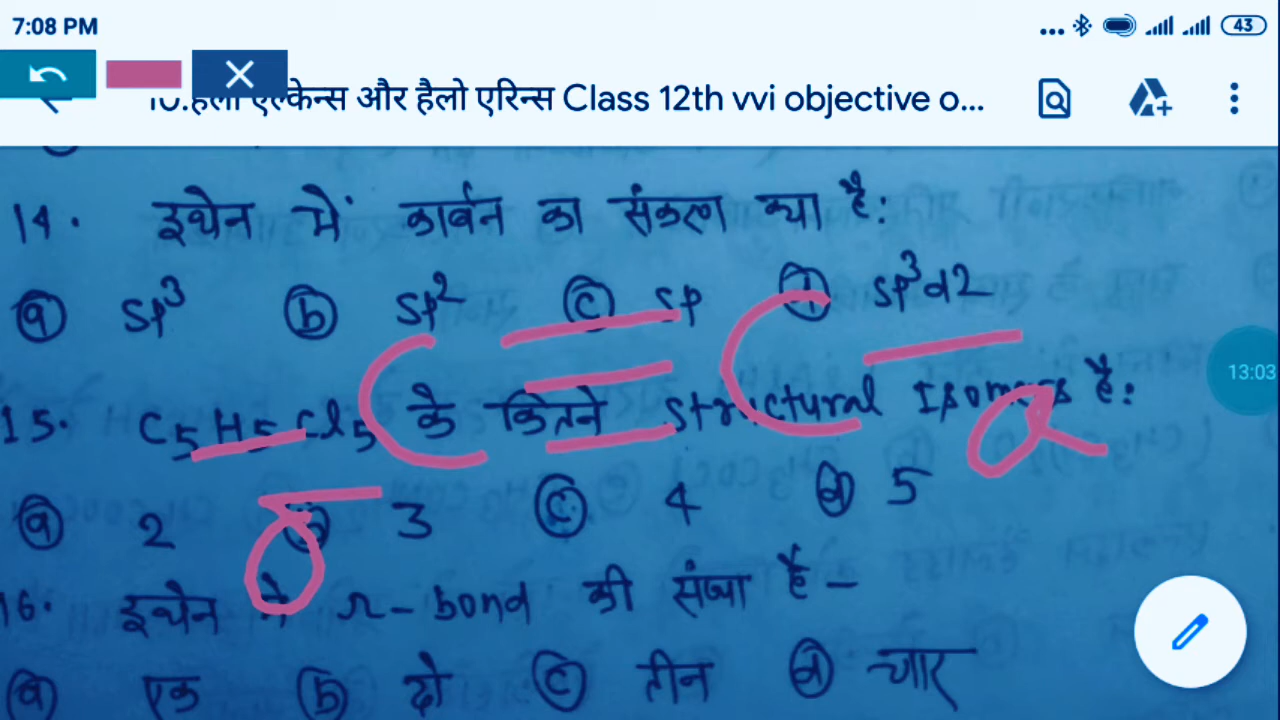 7:08 PM
43
10.हेलो एल्केन्स और हैलो एरिन्स Class 12th vvi objective o...
14. इथेन में कार्बन का संकरण क्या है:
(a) sp³ (b) sp² (c) sp (d) sp³d2
13:03
15. C5H5Cl5 के कितने structural Isomers है:
(a) 2 (b) 3 (c) 4 (d) 5
16. इथेन में π-bond की संख्या है –
(a) एक (b) दो (c) तीन (d) चार